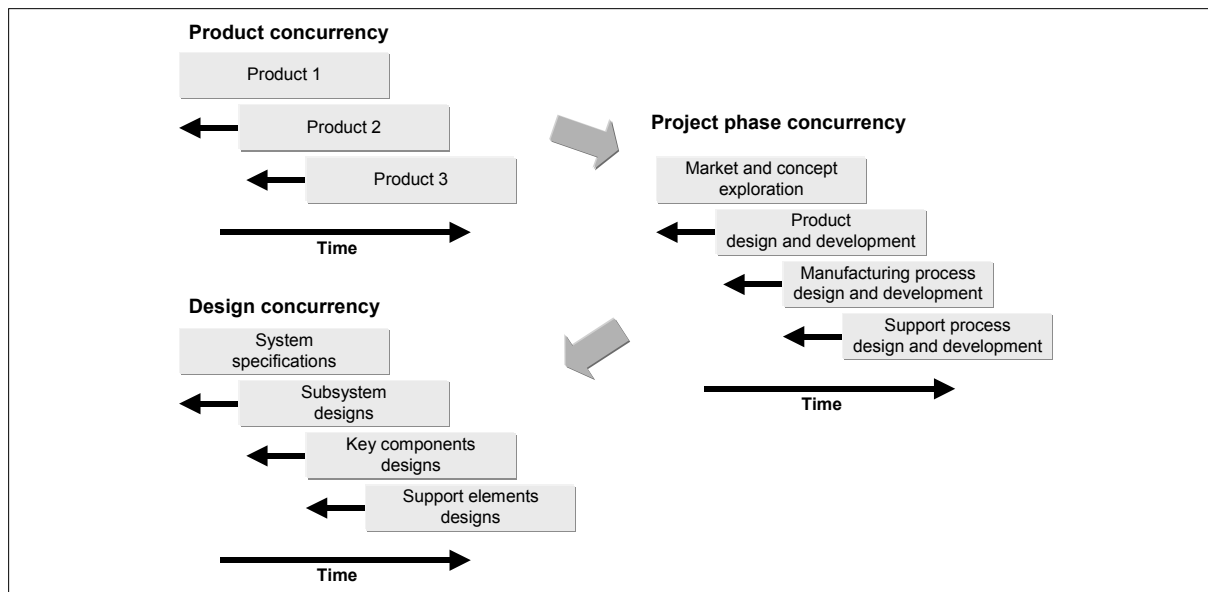 Product concurrency
Product 1
Product 2
Product 3
Time
Project phase concurrency
Market and concept
exploration
Product
design and development
Manufacturing process
design and development
Support process
design and development
Time
Design concurrency
System
specifications
Subsystem
designs
Key components
designs
Support elements
designs
Time